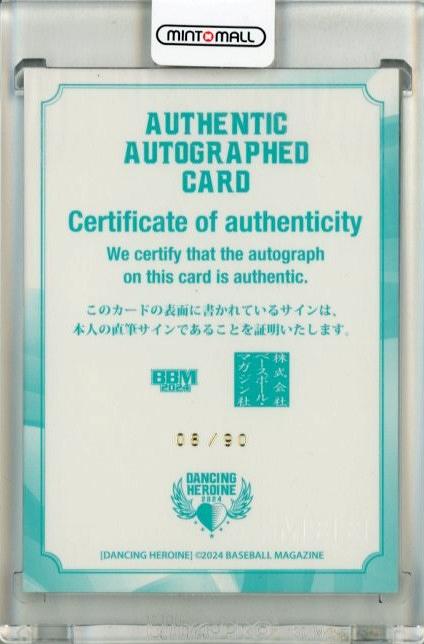 MINT MALL
AUTHENTIC
AUTOGRAPHED
CARD
Certificate of authenticity
We certify that the autograph
on this card is authentic.
このカードの表面に書かれているサインは、
本人の直筆サインであることを証明いたします。
BBM
2024
株式会社
ベースボール・
マガジン社
08/90
DANCING
HEROINE
2024
[DANCING HEROINE] ©2024 BASEBALL MAGAZINE